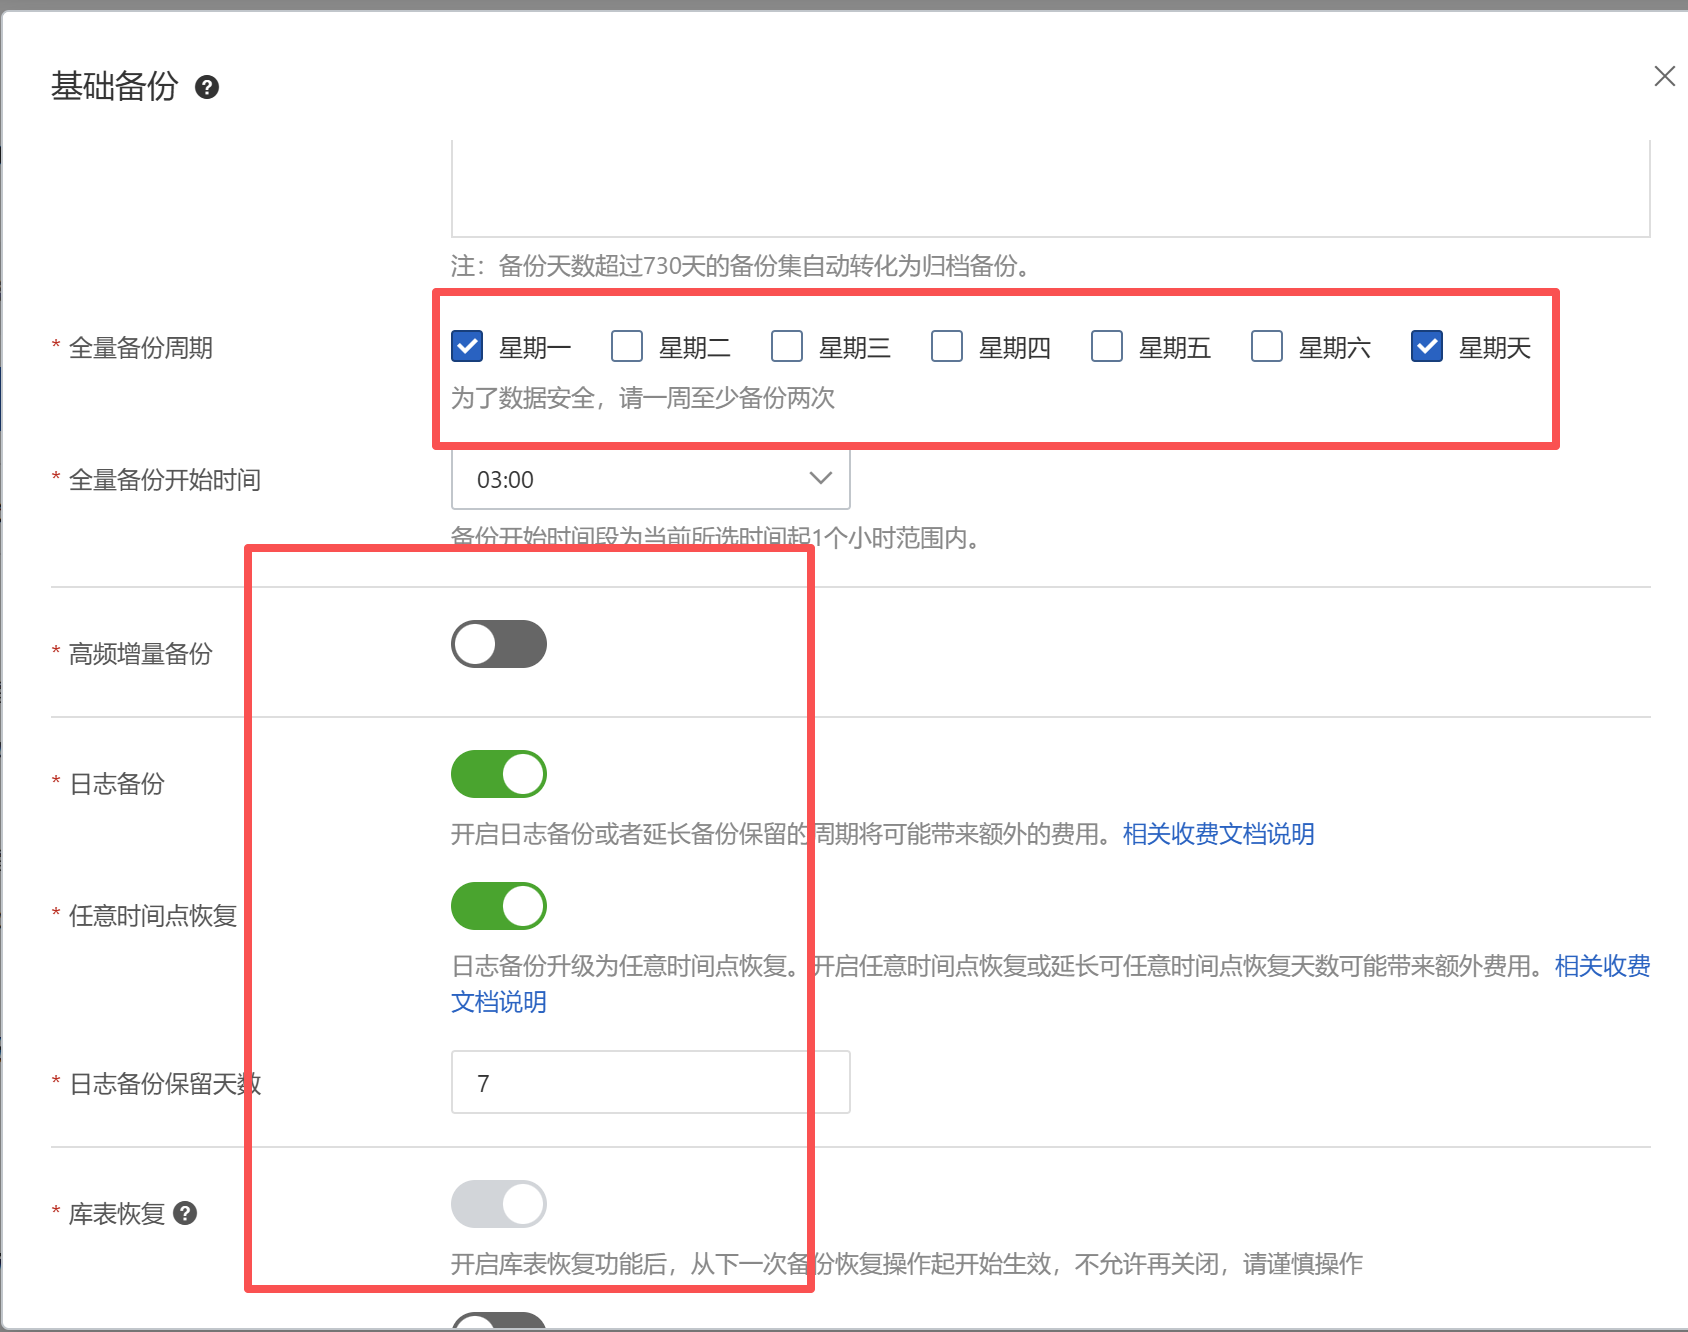 基础备份
注：备份天数超过730天的备份集自动转化为归档备份。
* 全量备份周期 星期一 星期二 星期三 星期四 星期五 星期六 星期天
为了数据安全，请一周至少备份两次
* 全量备份开始时间 03:00
备份开始时间段为当前所选时间起1个小时范围内。
* 高频增量备份
* 日志备份
开启日志备份或者延长备份保留的周期将可能带来额外的费用。相关收费文档说明
* 任意时间点恢复
日志备份升级为任意时间点恢复。开启任意时间点恢复或延长可任意时间点恢复天数可能带来额外费用。相关收费
文档说明
* 日志备份保留天数 7
* 库表恢复
开启库表恢复功能后，从下一次备份恢复操作起开始生效，不允许再关闭，请谨慎操作